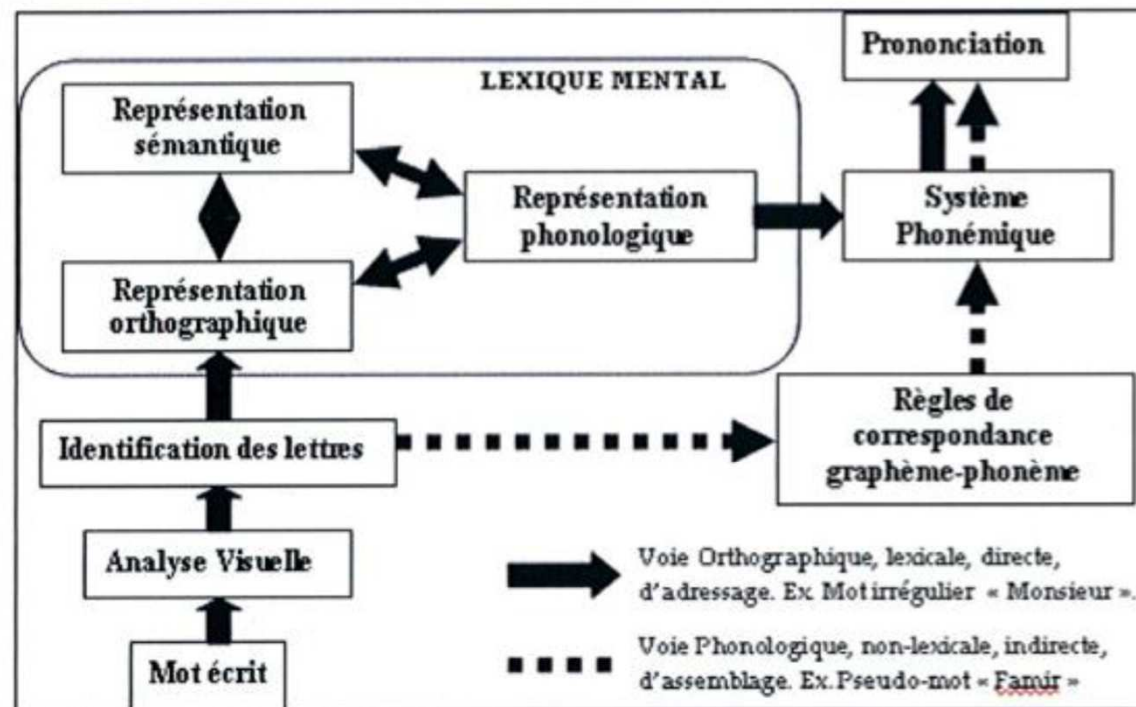 Prononciation
LEXIQUE MENTAL
Représentation
sémantique
Représentation
phonologique
Système
Phonémique
Représentation
orthographique
Règles de
correspondance
graphème-phonème
Identification des lettres
Analyse Visuelle
Mot écrit
Voie Orthographique, lexicale, directe,
d'adressage. Ex. Mot irrégulier « Monsieur ».
Voie Phonologique, non-lexicale, indirecte,
d'assemblage. Ex. Pseudo-mot « Famir »